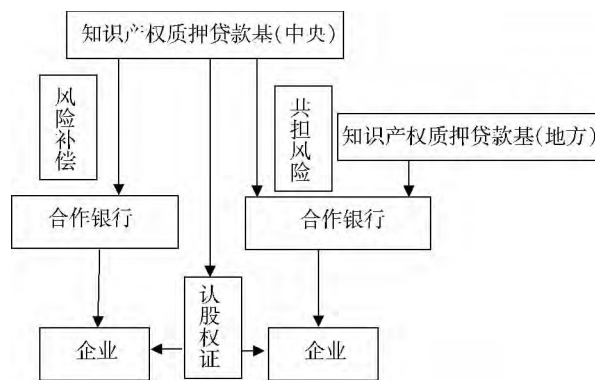 知识产权质押贷款基(中央)
风险补偿
共担风险
知识产权质押贷款基(地方)
合作银行
合作银行
认股权证
企业
企业